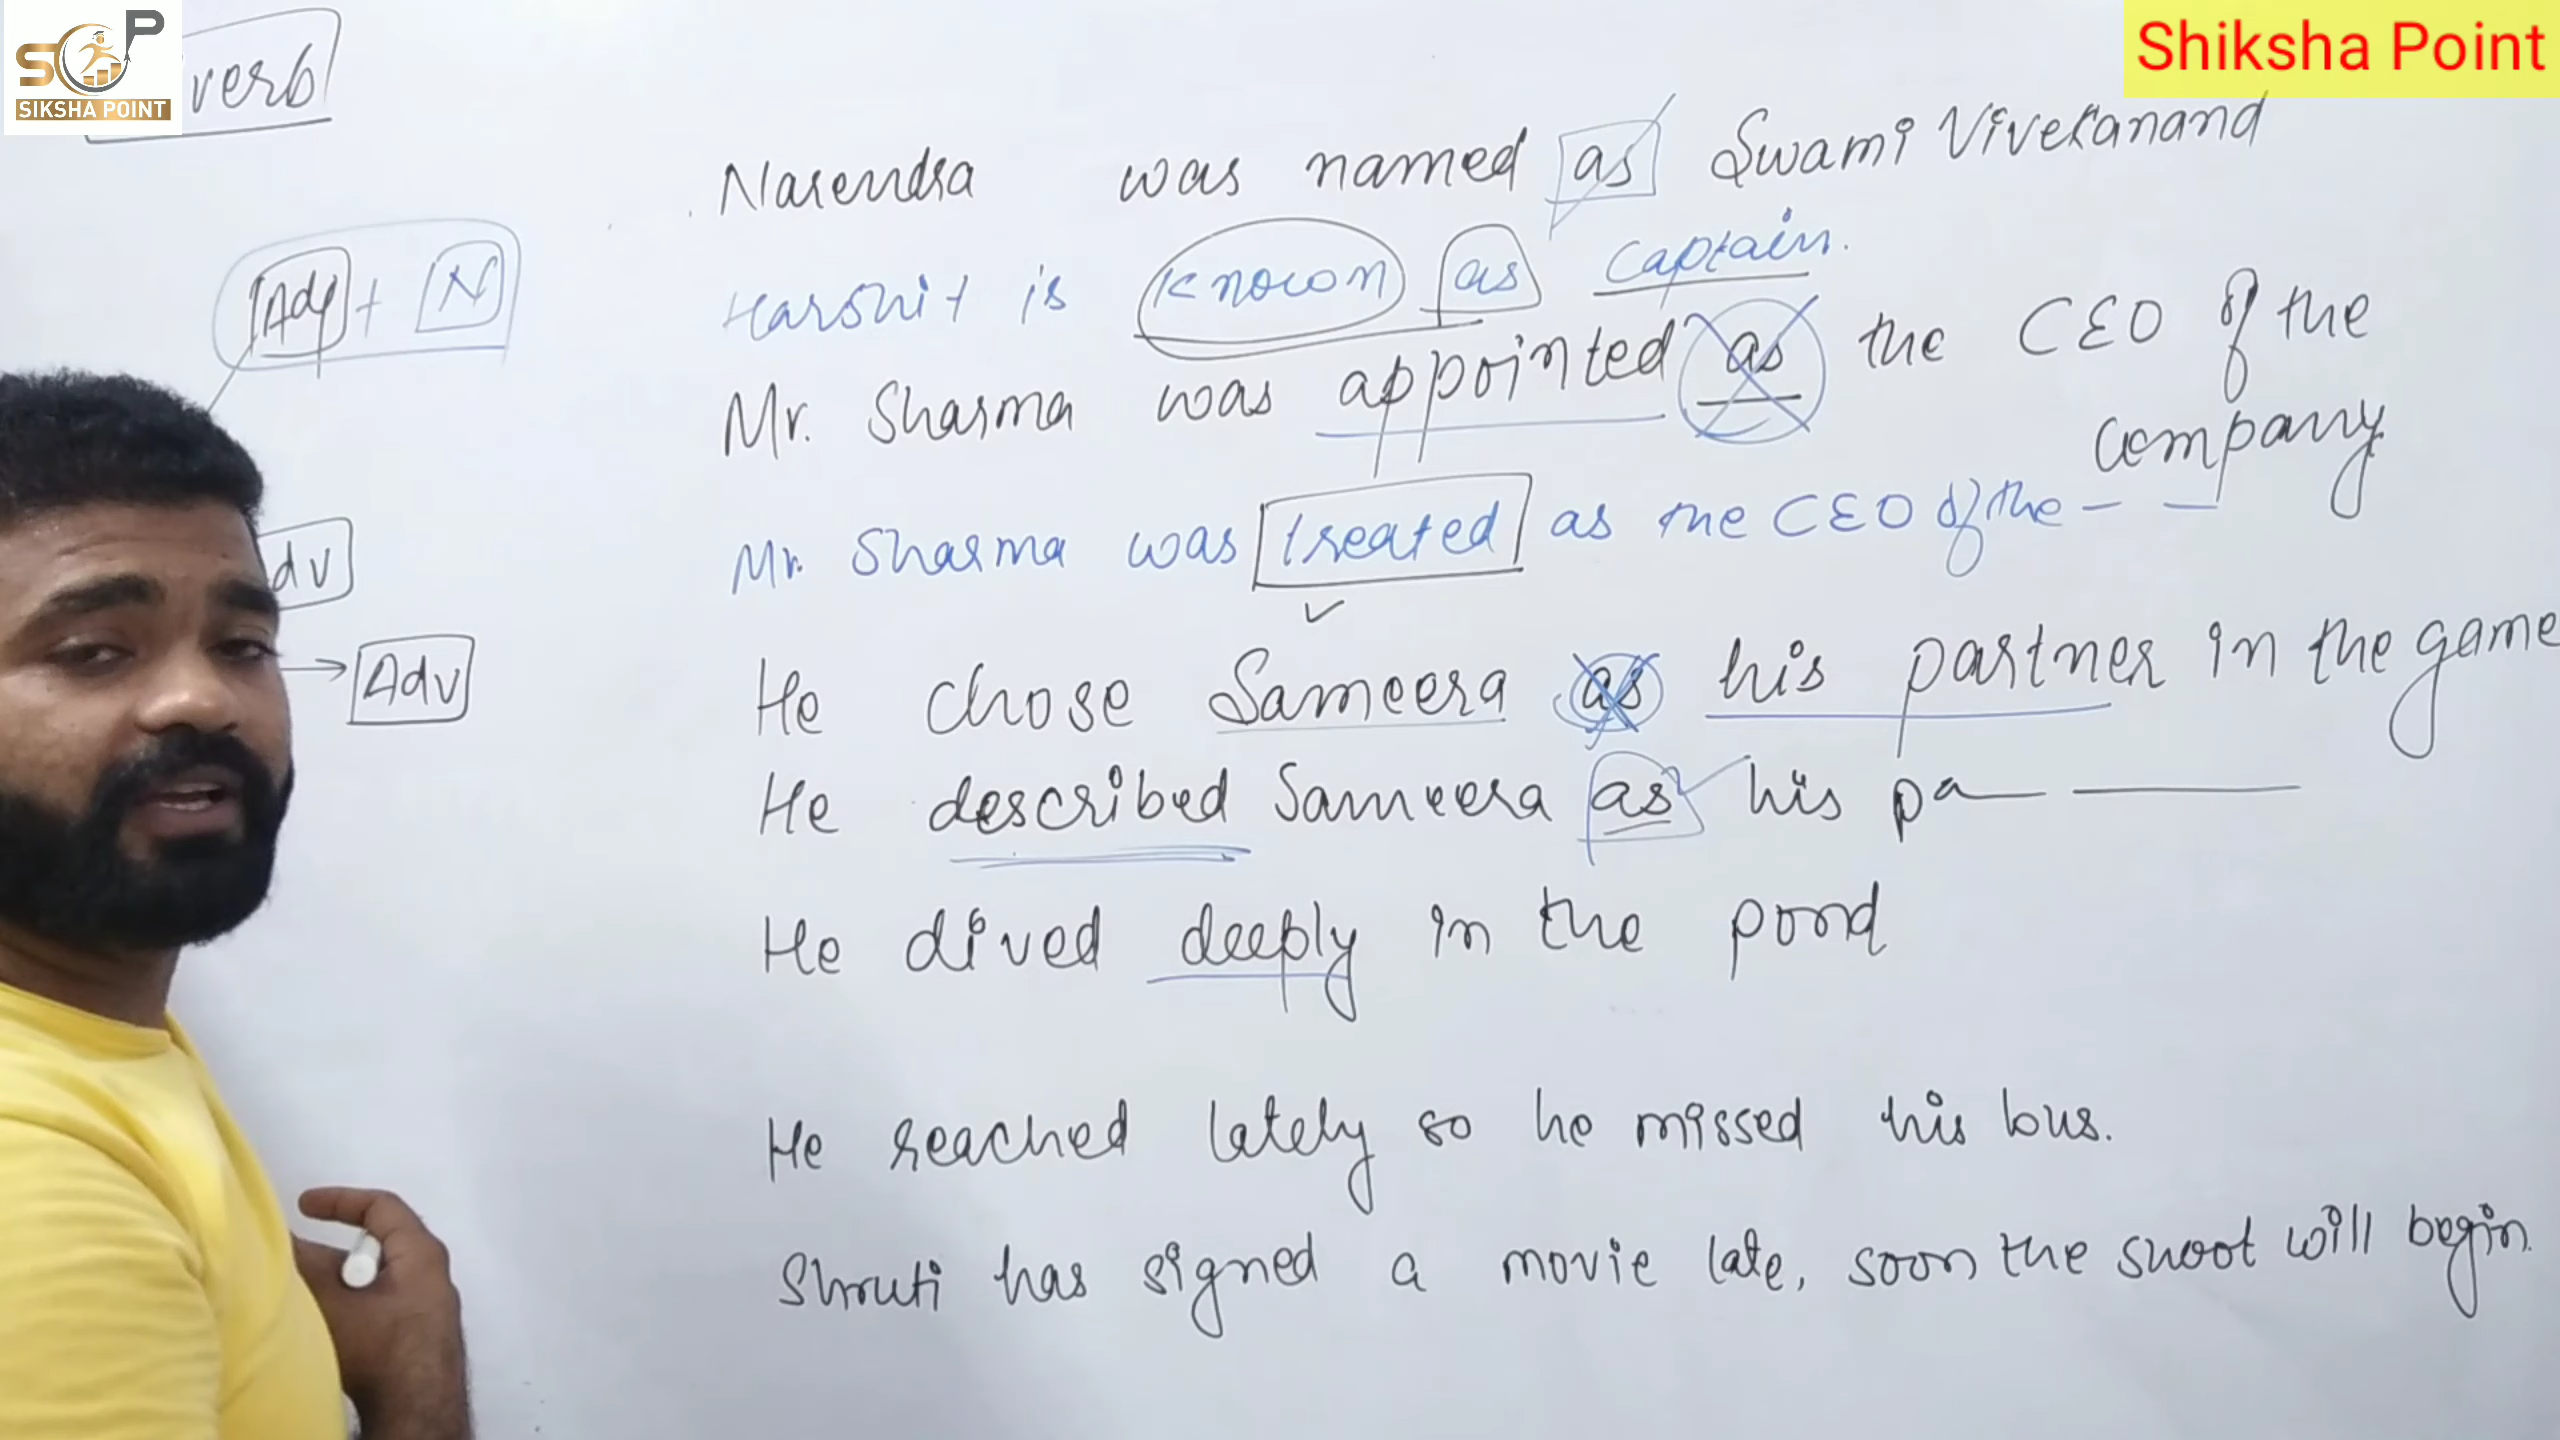 SIKSHA POINT
Shiksha Point
verb
Narendra was named as Swami Vivekanand
Adj + N
Harshit is known as captain.
Mr. Sharma was appointed as the CEO of the
company
Mr. Sharma was treated as the CEO of the - -
dv
Adv
He chose Sameera as his partner in the game
He described Sameera as his pa
He dived deeply in the pond
He reached lately so he missed his bus.
Shruti has signed a movie late, soon the shoot will begin.